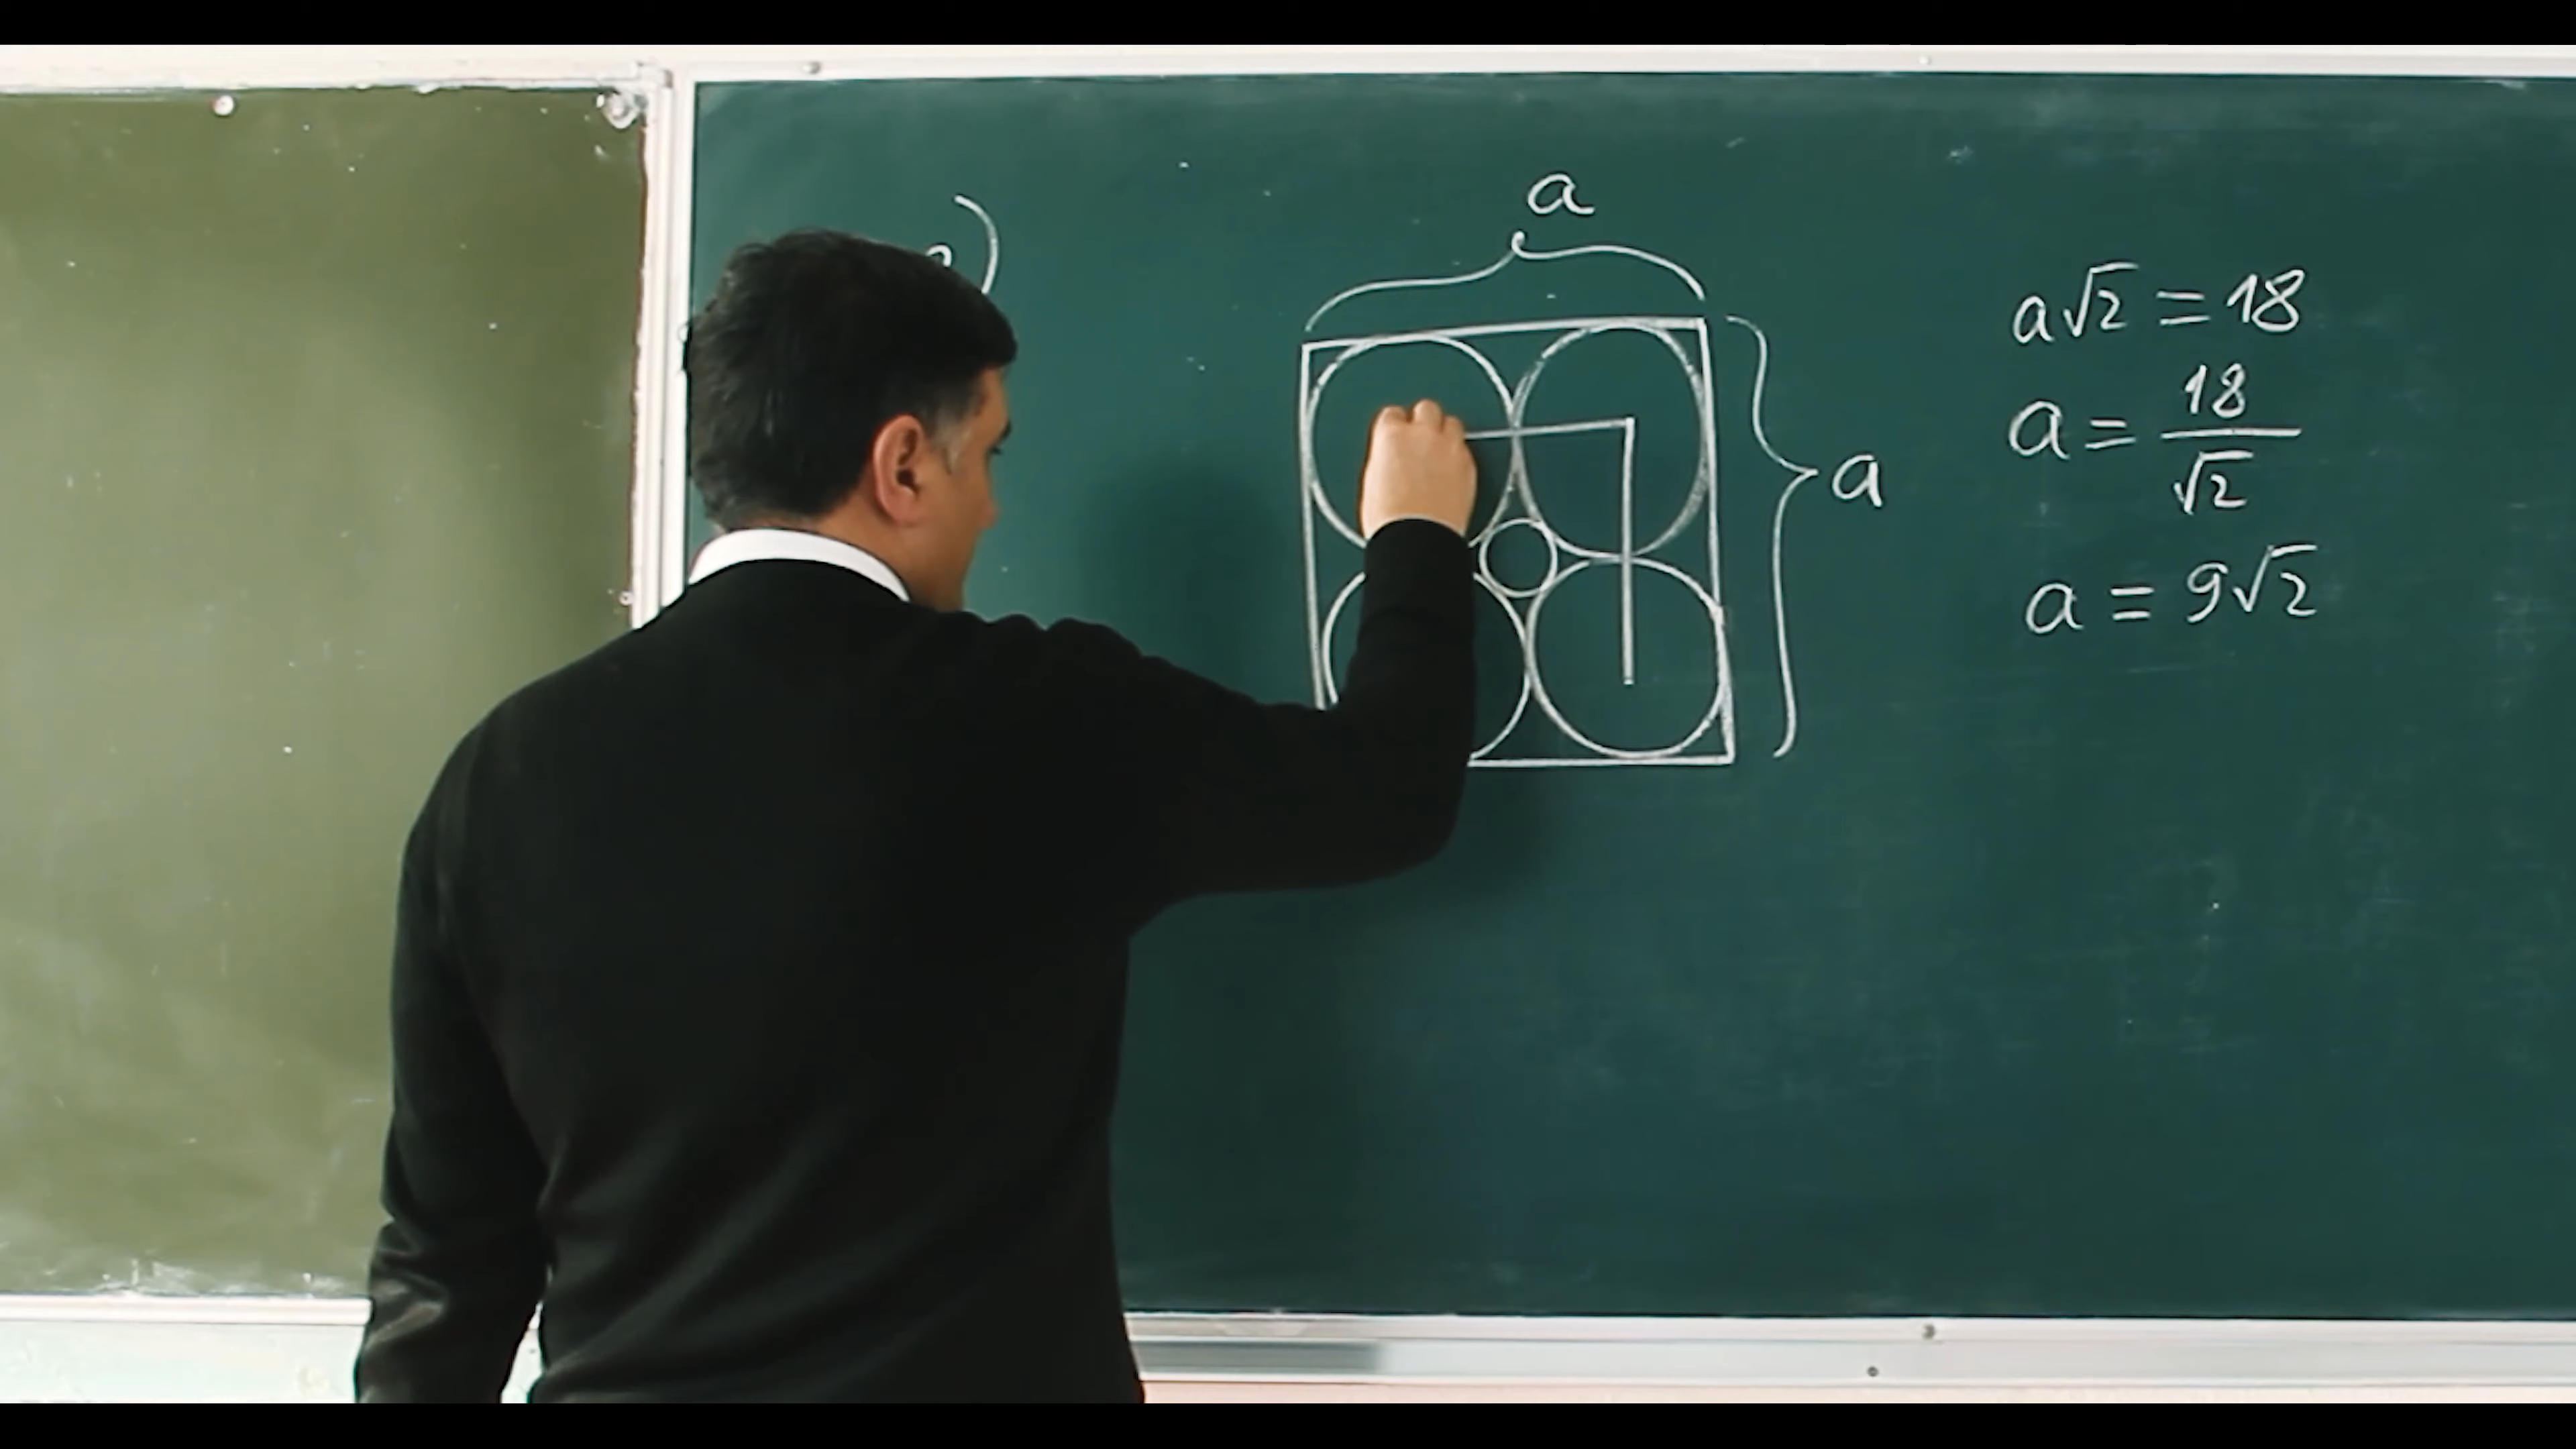 a
a
a√2 = 18
a = 18/√2
a = 9√2